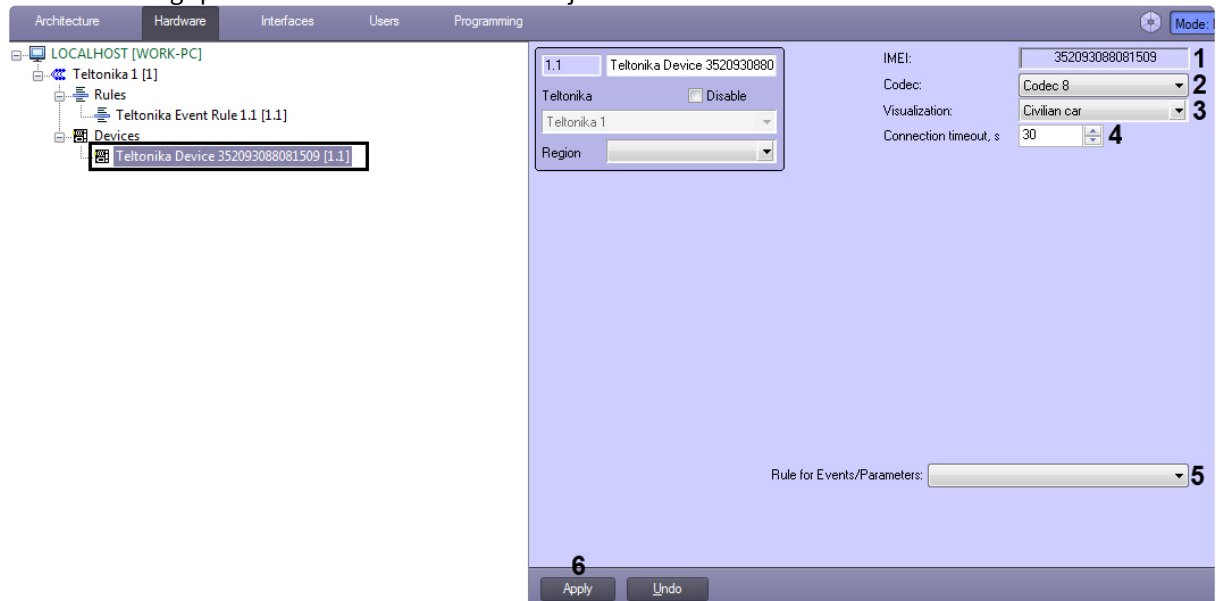 Architecture Hardware Interfaces Users Programming Mode:
LOCALHOST [WORK-PC]
Teltonika 1 [1]
Rules
Teltonika Event Rule 1.1 [1.1]
Devices
Teltonika Device 352093088081509 [1.1]
1.1 Teltonika Device 3520930880
Teltonika Disable
Teltonika 1
Region
IMEI: 352093088081509 1
Codec: Codec 8 2
Visualization: Civilian car 3
Connection timeout, s 30 4
Rule for Events/Parameters: 5
6
Apply Undo